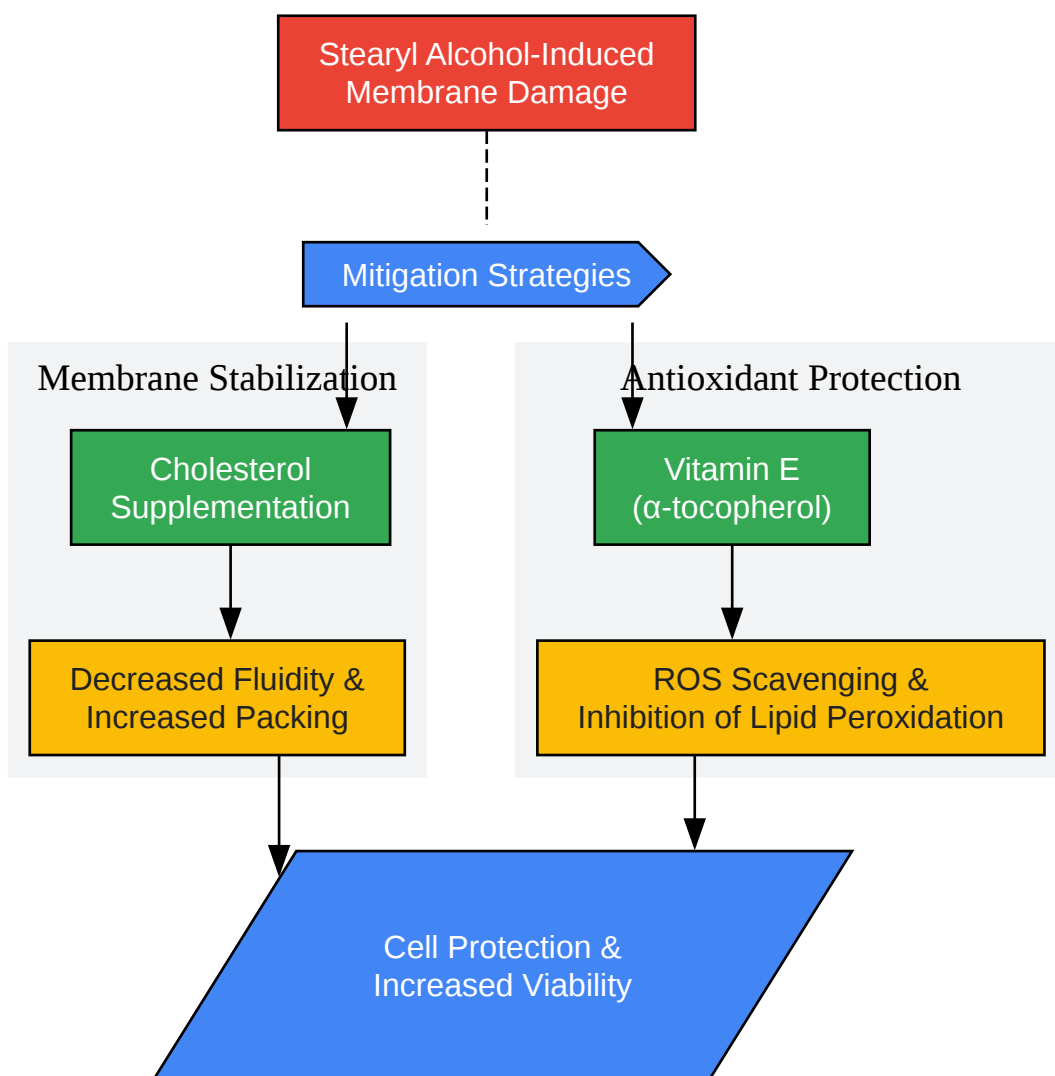 Stearyl Alcohol-Induced
Membrane Damage
Mitigation Strategies
Membrane Stabilization
Antioxidant Protection
Cholesterol
Supplementation
Vitamin E
(α-tocopherol)
Decreased Fluidity &
Increased Packing
ROS Scavenging &
Inhibition of Lipid Peroxidation
Cell Protection &
Increased Viability